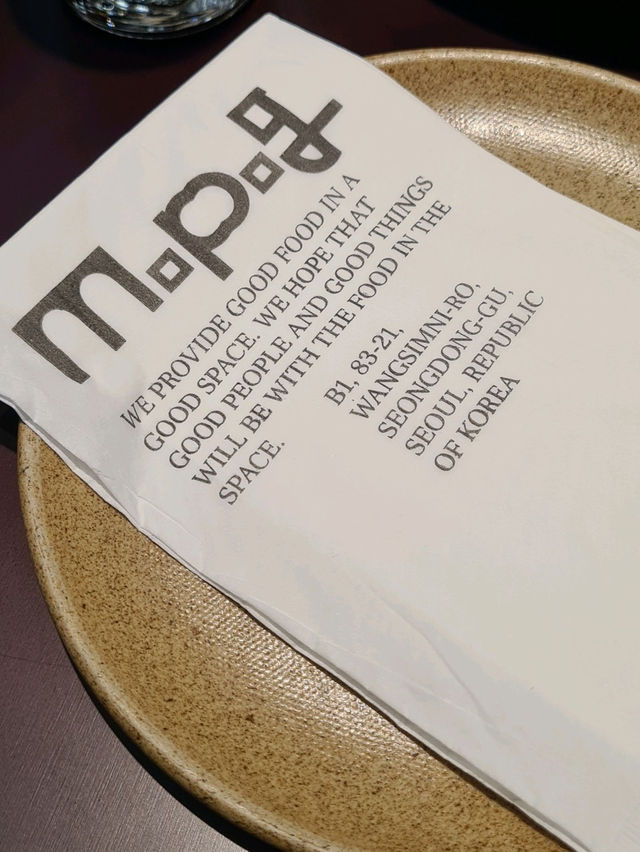 m.p.g
WE PROVIDE GOOD FOOD IN A
GOOD SPACE. WE HOPE THAT
GOOD PEOPLE AND GOOD THINGS
WILL BE WITH THE FOOD IN THE
SPACE.
B1, 83-21,
WANGSIMNI-RO,
SEONGDONG-GU,
SEOUL, REPUBLIC
OF KOREA